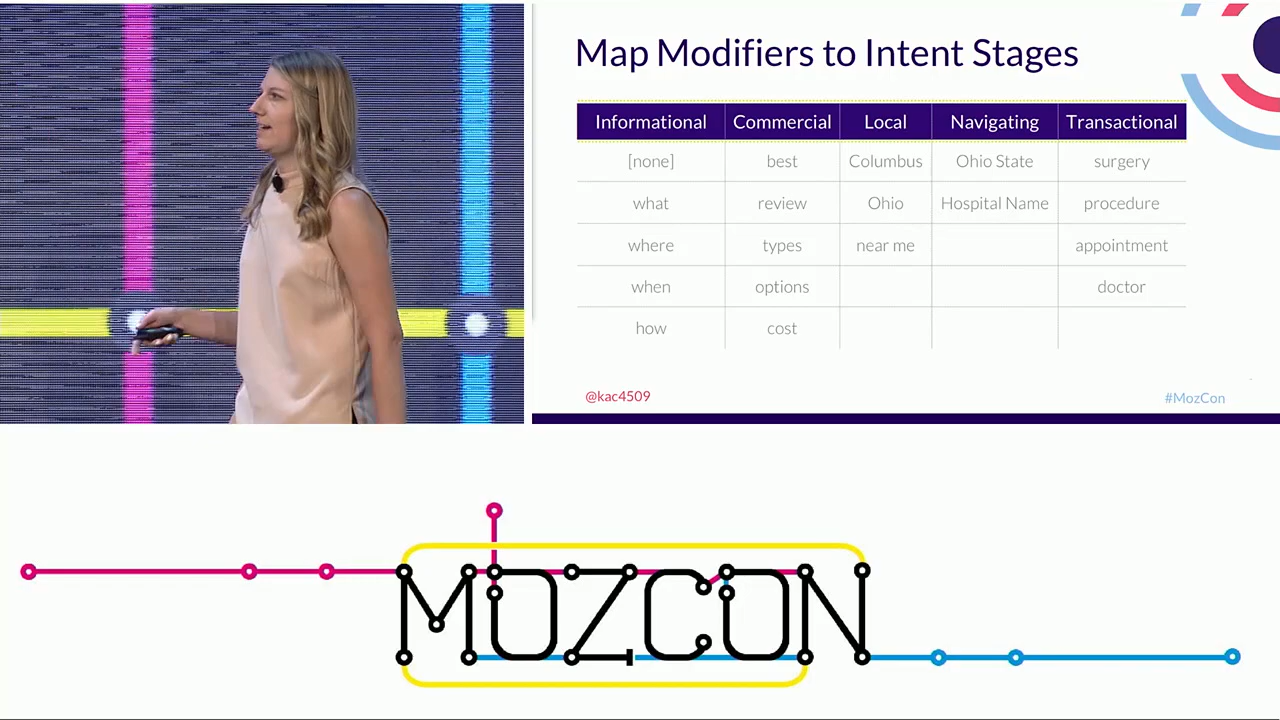 Map Modifiers to Intent Stages
Informational Commercial Local Navigating Transactional
[none] best Columbus Ohio State surgery
what review Ohio Hospital Name procedure
where types near me appointment
when options doctor
how cost
@kac4509 #MozCon
MOZCON